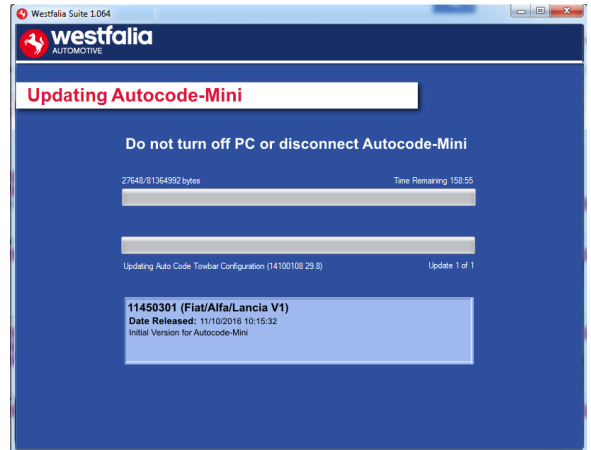 Westfalia Suite 1.064
westfalia
AUTOMOTIVE
Updating Autocode-Mini
Do not turn off PC or disconnect Autocode-Mini
27648/81364992 bytes Time Remaining 158:55
Updating Auto Code Towbar Configuration (14100108 29.8) Update 1 of 1
11450301 (Fiat/Alfa/Lancia V1)
Date Released: 11/10/2016 10:15:32
Initial Version for Autocode-Mini